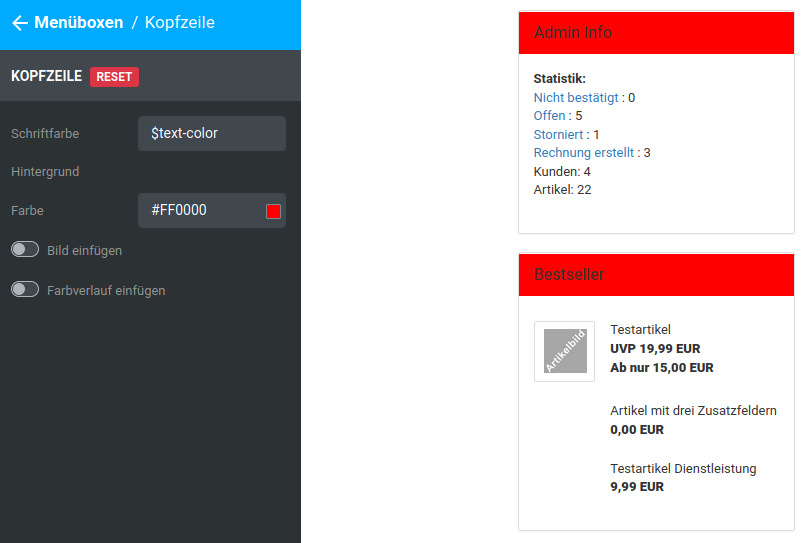 Menüboxen / Kopfzeile
KOPFZEILE RESET
Schriftfarbe $text-color
Hintergrund
Farbe #FF0000
Bild einfügen
Farbverlauf einfügen
Admin Info
Statistik:
Nicht bestätigt : 0
Offen : 5
Storniert : 1
Rechnung erstellt : 3
Kunden: 4
Artikel: 22
Bestseller
Artikelbild
Testartikel
UVP 19,99 EUR
Ab nur 15,00 EUR
Artikel mit drei Zusatzfeldern
0,00 EUR
Testartikel Dienstleistung
9,99 EUR